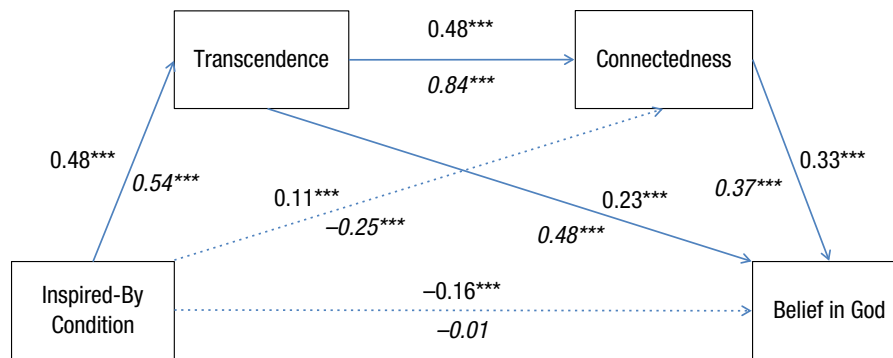 0.48***
Transcendence
Connectedness
0.84***
0.48***
0.54***
0.33***
0.37***
0.11***
–0.25***
0.23***
0.48***
Inspired-By
Condition
–0.16***
–0.01
Belief in God